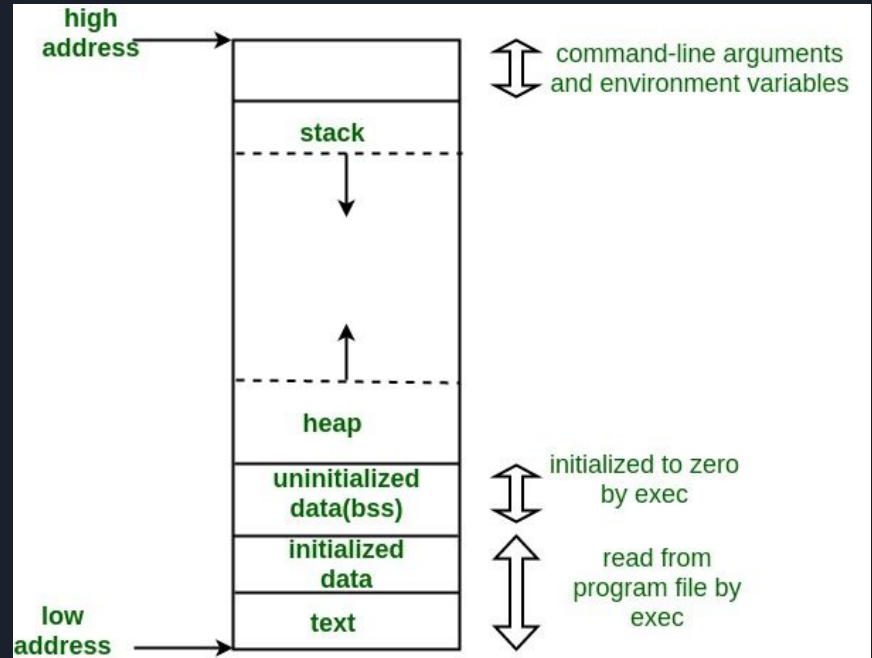 high
address
command-line arguments
and environment variables
stack
heap
uninitialized
data(bss)
initialized to zero
by exec
initialized
data
read from
program file by
exec
text
low
address